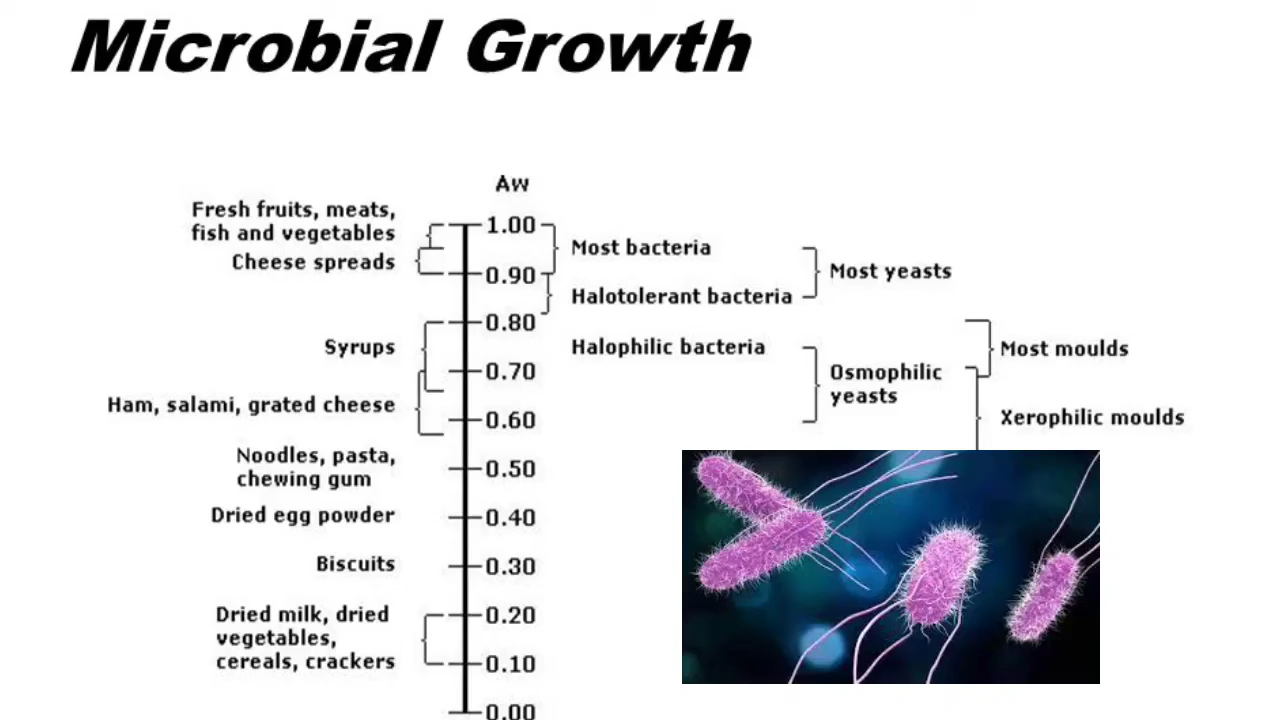 Microbial Growth
Aw
Fresh fruits, meats,
fish and vegetables
Cheese spreads
Syrups
Ham, salami, grated cheese
Noodles, pasta,
chewing gum
Dried egg powder
Biscuits
Dried milk, dried
vegetables,
cereals, crackers
1.00
0.90
0.80
0.70
0.60
0.50
0.40
0.30
0.20
0.10
0.00
Most bacteria
Halotolerant bacteria
Halophilic bacteria
Most yeasts
Osmophilic
yeasts
Most moulds
Xerophilic moulds